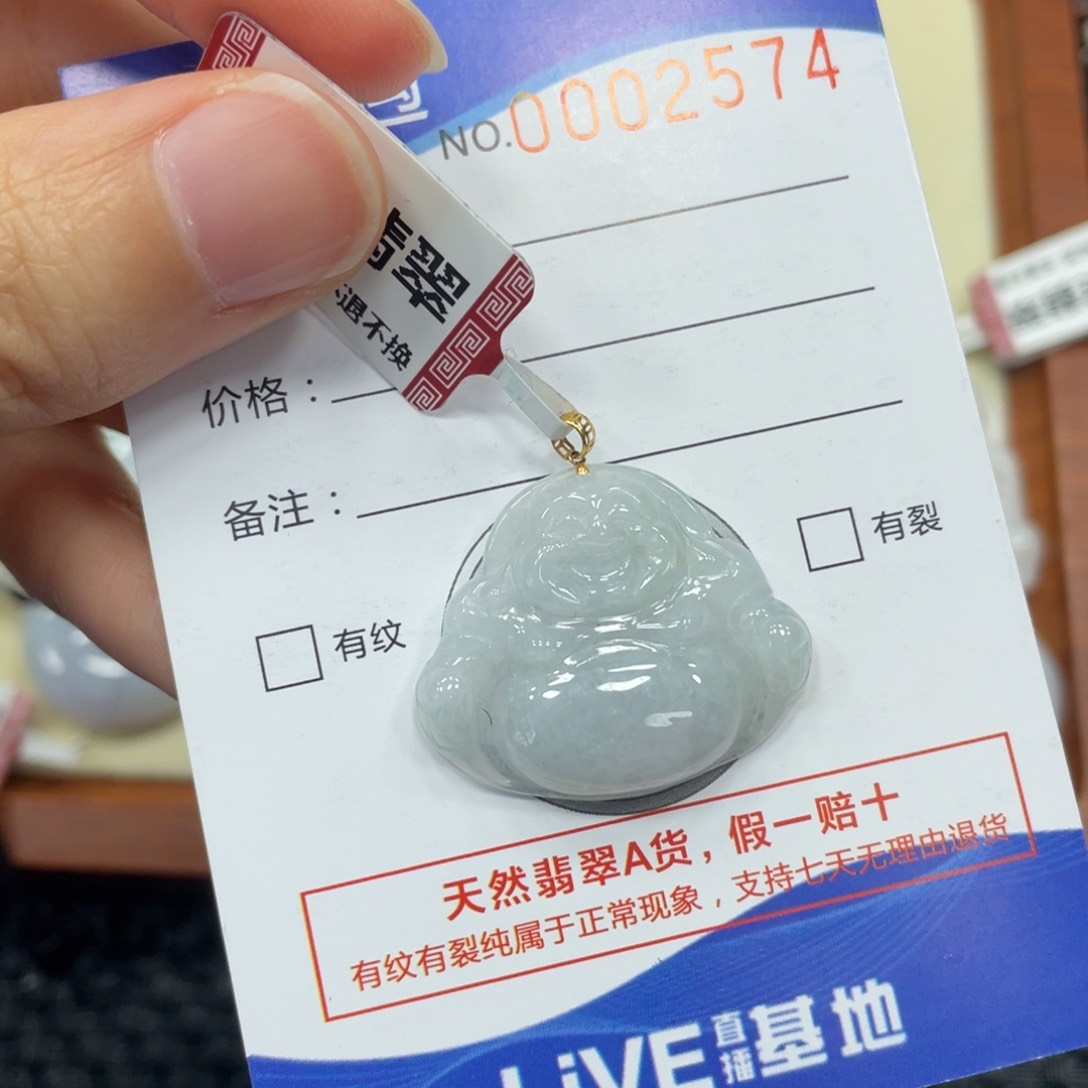 NO.0002574
翡翠
不退不换
价格：
备注：
有裂
有纹
天然翡翠A货，假一赔十
有纹有裂纯属于正常现象，支持七天无理由退货
LiVE直播基地